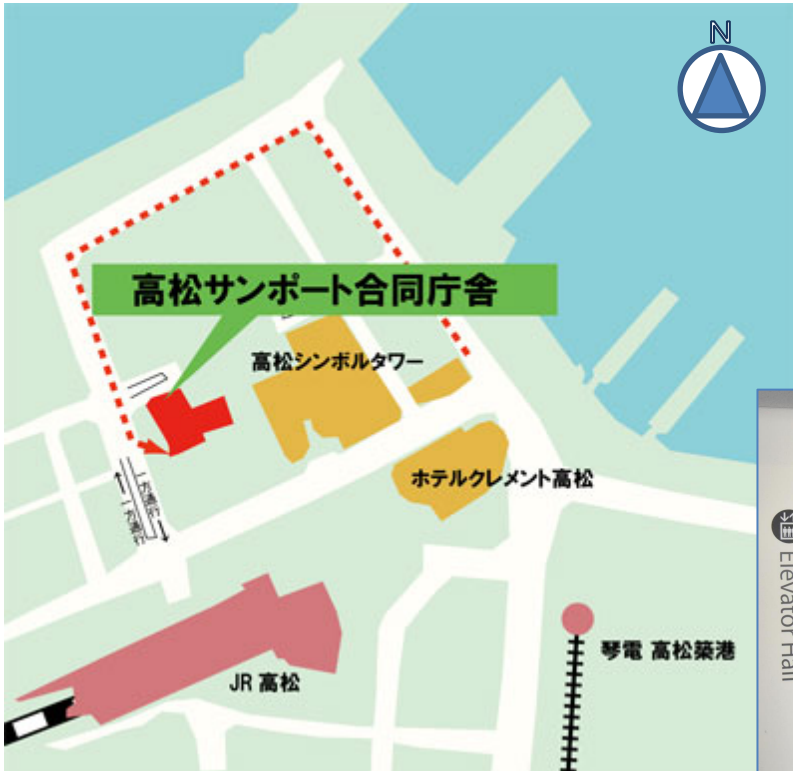 N
高松サンポート合同庁舎
高松シンボルタワー
ホテルクレメント高松
一方通行
一方通行
琴電 高松築港
JR 高松
Elevator Hall